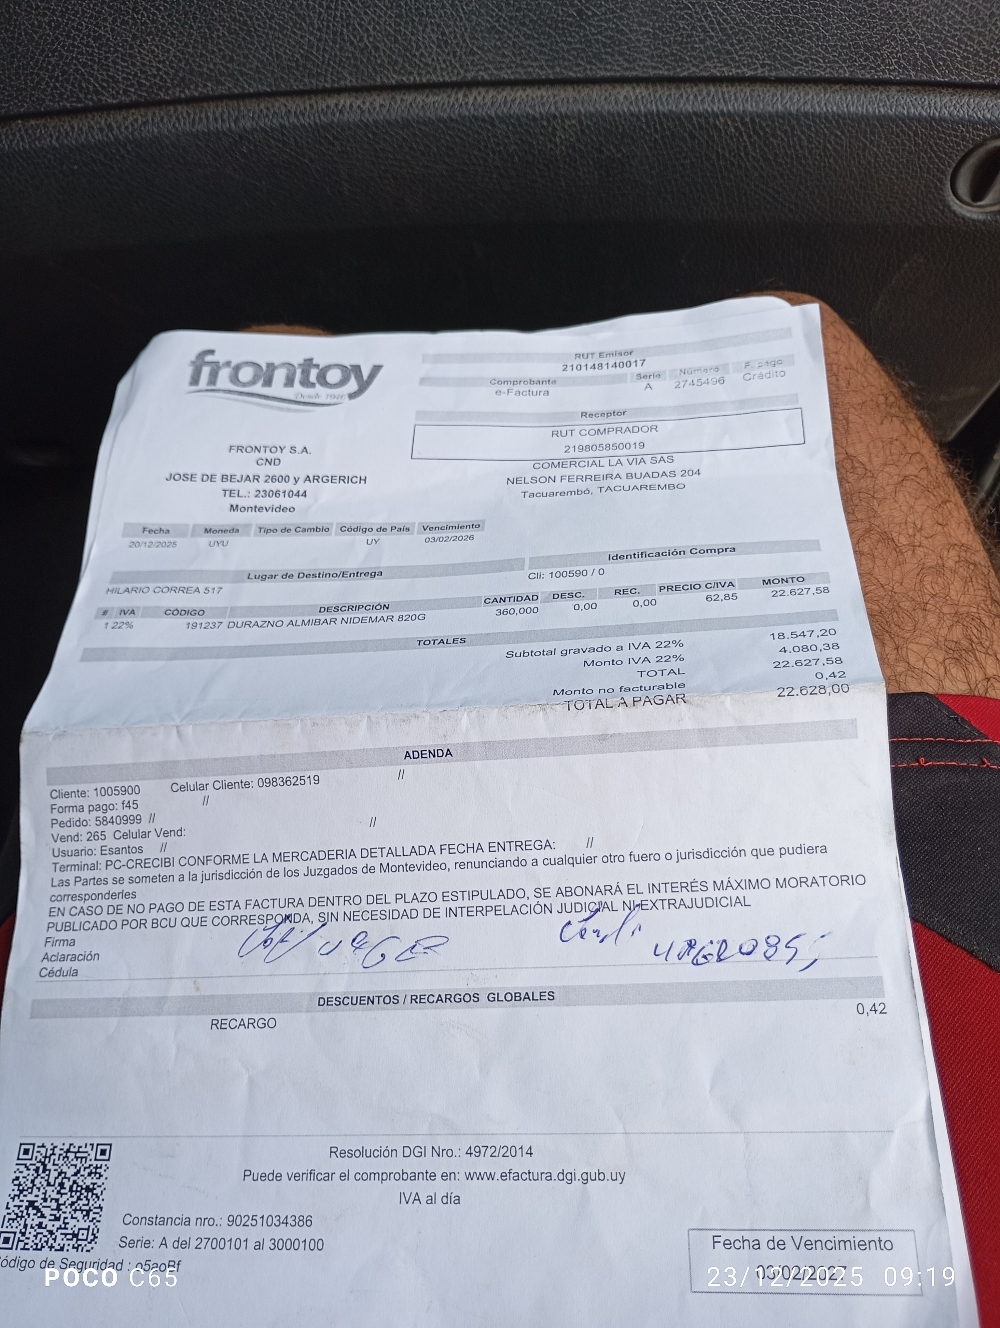 frontoy
Desde 1940
RUT Emisor
210148140017
Comprobante Serie Número F. pago
e-Factura A 2745496 Crédito
Receptor
RUT COMPRADOR
219805850019
COMERCIAL LA VIA SAS
NELSON FERREIRA BUADAS 204
Tacuarembó, TACUAREMBO
FRONTOY S.A.
CND
JOSE DE BEJAR 2600 y ARGERICH
TEL.: 23061044
Montevideo
Fecha Moneda Tipo de Cambio Código de País Vencimiento
20/12/2025 UYU UY 03/02/2026
Lugar de Destino/Entrega Identificación Compra
HILARIO CORREA 517 Cli: 100590 / 0
# IVA CÓDIGO DESCRIPCIÓN CANTIDAD DESC. REC. PRECIO C/IVA MONTO
1 22% 191237 DURAZNO ALMIBAR NIDEMAR 820G 360,000 0,00 0,00 62,85 22.627,58
TOTALES
Subtotal gravado a IVA 22% 18.547,20
Monto IVA 22% 4.080,38
TOTAL 22.627,58
Monto no facturable 0,42
TOTAL A PAGAR 22.628,00
ADENDA
Cliente: 1005900 Celular Cliente: 098362519 //
Forma pago: f45 //
Pedido: 5840999 //
Vend: 265 Celular Vend: //
Usuario: Esantos //
Terminal: PC-CRECIBI CONFORME LA MERCADERIA DETALLADA FECHA ENTREGA: //
Las Partes se someten a la jurisdicción de los Juzgados de Montevideo, renunciando a cualquier otro fuero o jurisdicción que pudiera
corresponderles
EN CASO DE NO PAGO DE ESTA FACTURA DENTRO DEL PLAZO ESTIPULADO, SE ABONARÁ EL INTERÉS MÁXIMO MORATORIO
PUBLICADO POR BCU QUE CORRESPONDA, SIN NECESIDAD DE INTERPELACIÓN JUDICIAL NI EXTRAJUDICIAL
Firma
Aclaración
Cédula
DESCUENTOS / RECARGOS GLOBALES
RECARGO 0,42
Resolución DGI Nro.: 4972/2014
Puede verificar el comprobante en: www.efactura.dgi.gub.uy
IVA al día
Constancia nro.: 90251034386
Serie: A del 2700101 al 3000100
ódigo de Seguridad : o5aoBf
Fecha de Vencimiento
03/02/2027
POCO C65
23/12/2025 09:19